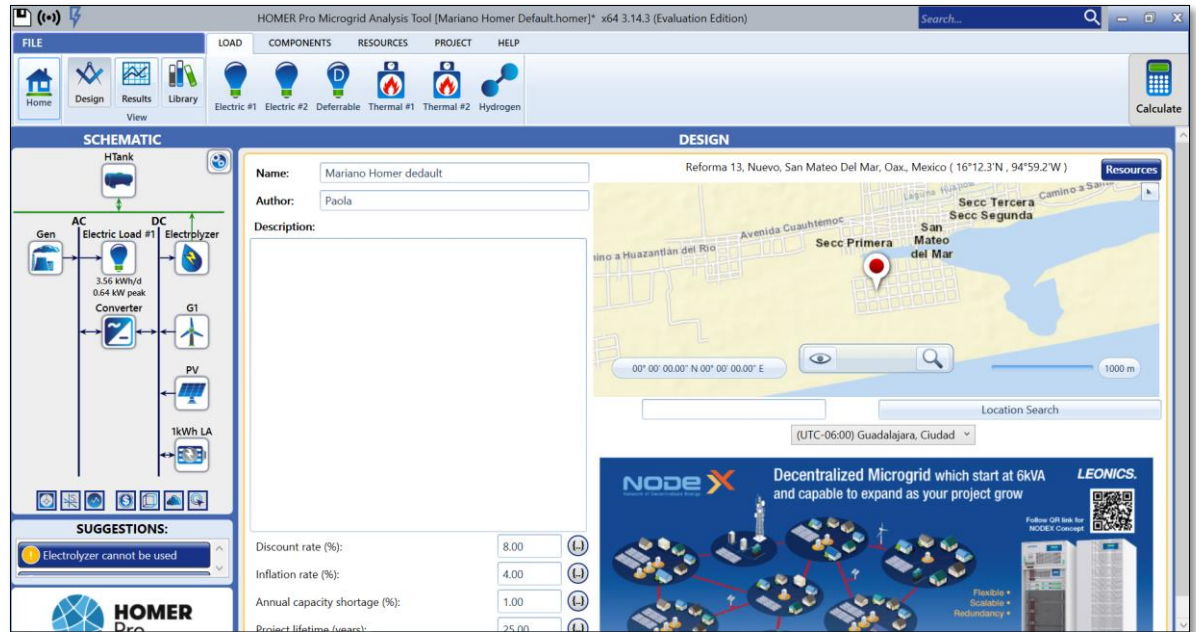 HOMER Pro Microgrid Analysis Tool [Mariano Homer Default.homer]* x64 3.14.3 (Evaluation Edition)
Search...
FILE
LOAD COMPONENTS RESOURCES PROJECT HELP
Home
Design
Results
Library
View
Electric #1
Electric #2
Deferrable
Thermal #1
Thermal #2
Hydrogen
Calculate
SCHEMATIC
HTank
AC
DC
Gen
Electric Load #1
Electrolyzer
3.56 kWh/d
0.64 kW peak
Converter
G1
PV
1kWh LA
SUGGESTIONS:
Electrolyzer cannot be used
HOMER
Pro
DESIGN
Name: Mariano Homer dedault
Author: Paola
Description:
Discount rate (%): 8.00 {..}
Inflation rate (%): 4.00 {..}
Annual capacity shortage (%): 1.00 {..}
Project lifetime (years): 25.00 {..}
Reforma 13, Nuevo, San Mateo Del Mar, Oax., Mexico ( 16°12.3'N , 94°59.2'W )
Resources
Camino a
Secc Tercera
Secc Segunda
Avenida Cuauhtemoc
San
Mateo
del Mar
Secc Primera
ino a Huazantlán del Río
00° 00' 00.00" N 00° 00' 00.00" E
1000 m
Location Search
(UTC-06:00) Guadalajara, Ciudad
NODE X
Decentralized Microgrid which start at 6kVA
and capable to expand as your project grow
LEONICS.
Follow QR link for
NODEX Concept
Flexible •
Scalable •
Redundancy •